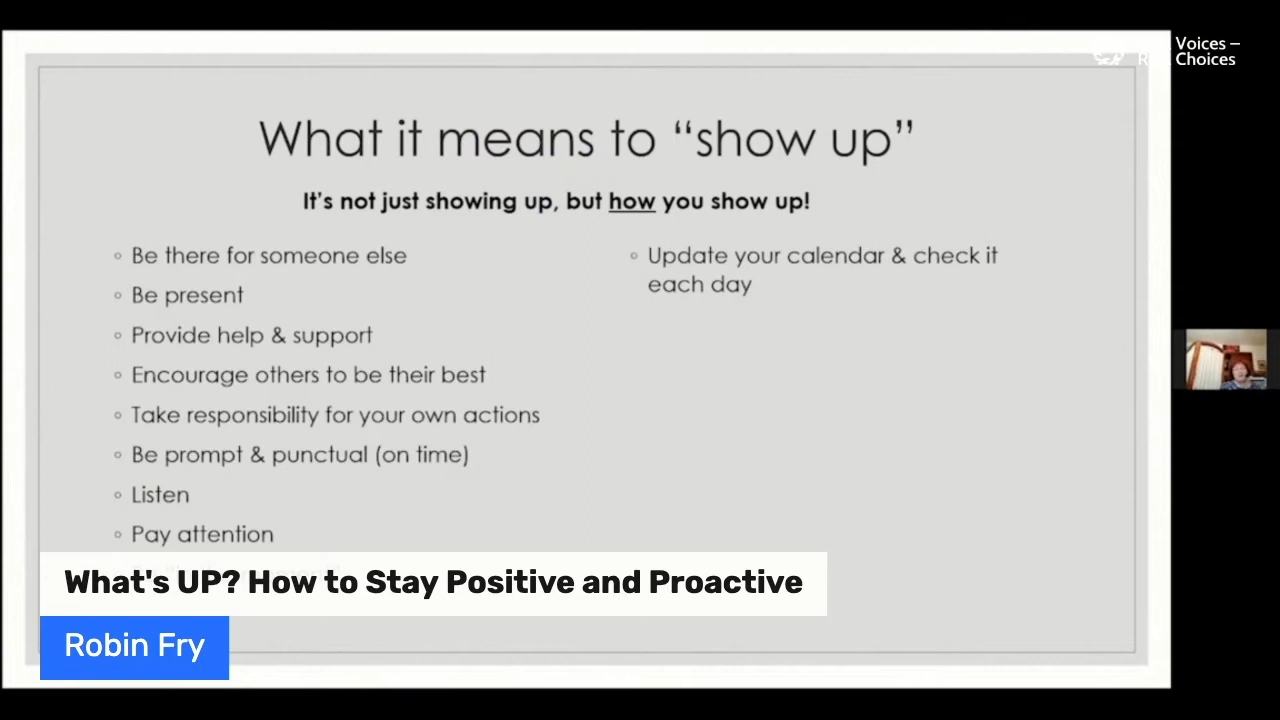 Voices –
Choices
What it means to “show up”
It's not just showing up, but how you show up!
◦ Be there for someone else
◦ Be present
◦ Provide help & support
◦ Encourage others to be their best
◦ Take responsibility for your own actions
◦ Be prompt & punctual (on time)
◦ Listen
◦ Pay attention
◦ Update your calendar & check it
each day
What's UP? How to Stay Positive and Proactive
Robin Fry